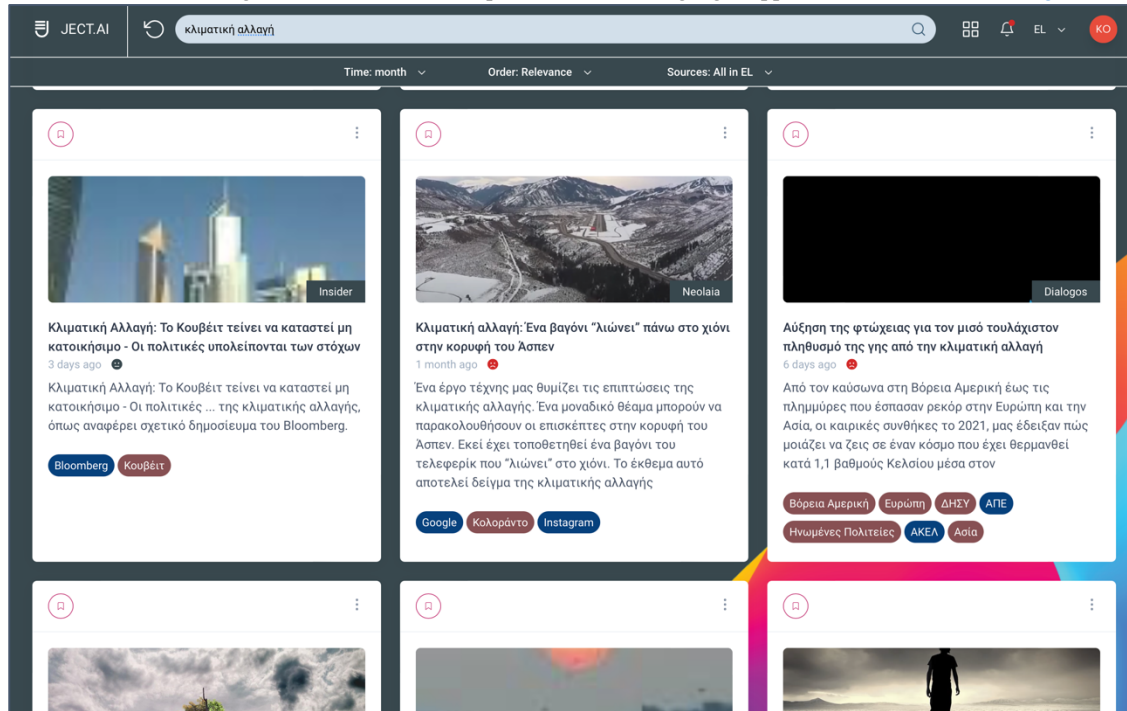 JECT.AI
κλιματική αλλαγή
EL
KO
Time: month
Order: Relevance
Sources: All in EL
Insider
Κλιματική Αλλαγή: Το Κουβέιτ τείνει να καταστεί μη
κατοικήσιμο - Οι πολιτικές υπολείπονται των στόχων
3 days ago
Κλιματική Αλλαγή: Το Κουβέιτ τείνει να καταστεί μη
κατοικήσιμο - Οι πολιτικές ... της κλιματικής αλλαγής,
όπως αναφέρει σχετικό δημοσίευμα του Bloomberg.
Bloomberg Κουβέιτ
Neolaia
Κλιματική αλλαγή: Ένα βαγόνι “λιώνει” πάνω στο χιόνι
στην κορυφή του Άσπεν
1 month ago
Ένα έργο τέχνης μας θυμίζει τις επιπτώσεις της
κλιματικής αλλαγής. Ένα μοναδικό θέαμα μπορούν να
παρακολουθήσουν οι επισκέπτες στην κορυφή του
Άσπεν. Εκεί έχει τοποθετηθεί ένα βαγόνι του
τελεφερίκ που “λιώνει” στο χιόνι. Το έκθεμα αυτό
αποτελεί δείγμα της κλιματικής αλλαγής
Google Κολοράντο Instagram
Dialogos
Αύξηση της φτώχειας για τον μισό τουλάχιστον
πληθυσμό της γης από την κλιματική αλλαγή
6 days ago
Από τον καύσωνα στη Βόρεια Αμερική έως τις
πλημμύρες που έσπασαν ρεκόρ στην Ευρώπη και την
Ασία, οι καιρικές συνθήκες το 2021, μας έδειξαν πώς
μοιάζει να ζεις σε έναν κόσμο που έχει θερμανθεί
κατά 1,1 βαθμούς Κελσίου μέσα στον
Βόρεια Αμερική Ευρώπη ΔΗΣΥ ΑΠΕ
Ηνωμένες Πολιτείες ΑΚΕΛ Ασία